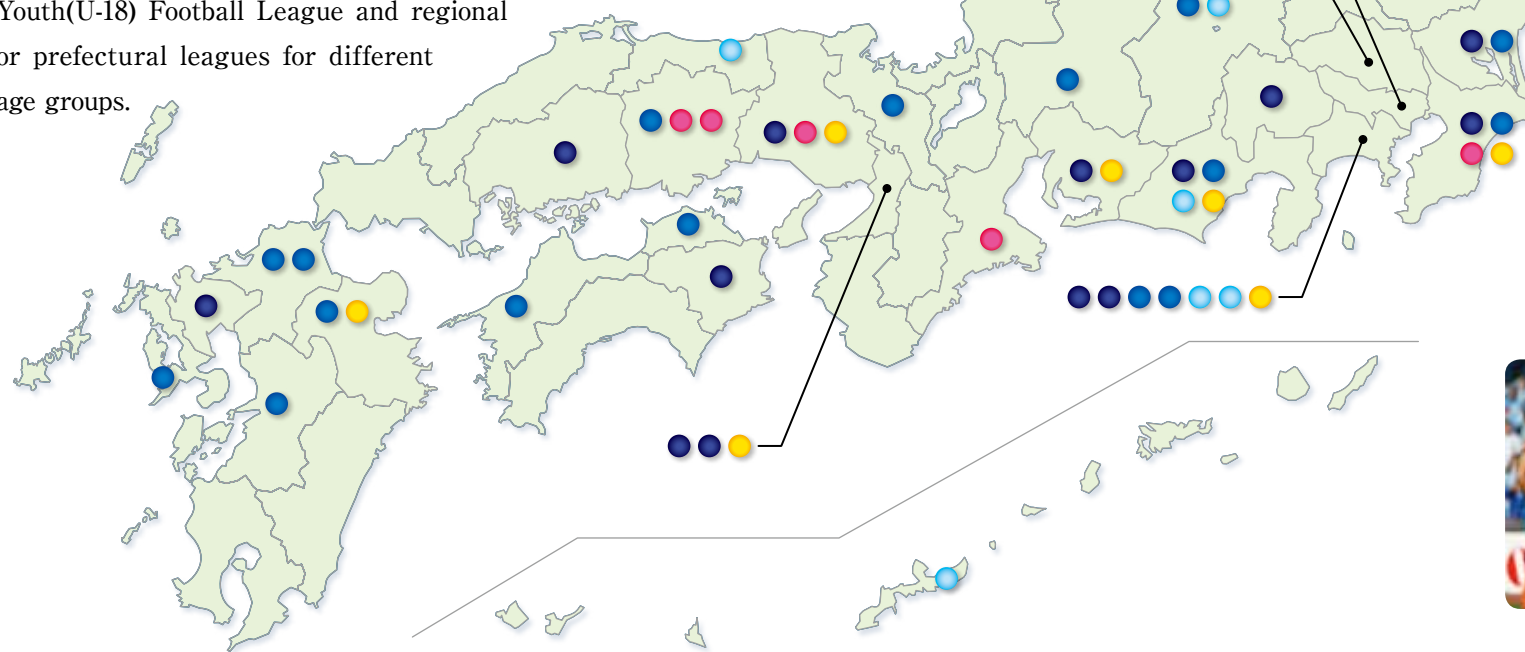 Youth(U-18) Football League and regional
or prefectural leagues for different
age groups.